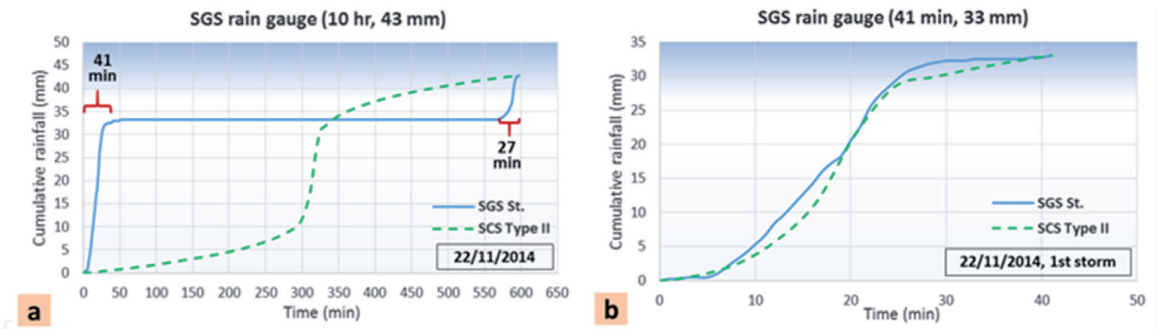 SGS rain gauge (10 hr, 43 mm)
50
45
40
35
30
25
20
15
10
5
0
Cumulative rainfall (mm)
41
min
27
min
SGS St.
SCS Type II
22/11/2014
0 50 100 150 200 250 300 350 400 450 500 550 600 650
Time (min)
a
SGS rain gauge (41 min, 33 mm)
35
30
25
20
15
10
5
0
Cumulative rainfall (mm)
SGS St.
SCS Type II
22/11/2014, 1st storm
0 10 20 30 40 50
Time (min)
b